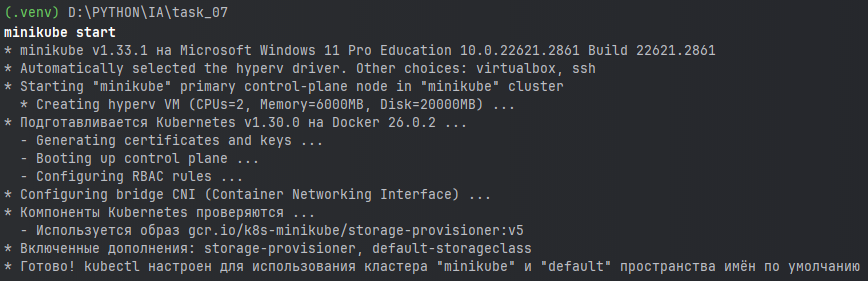 (.venv) D:\PYTHON\IA\task_07
minikube start
* minikube v1.33.1 на Microsoft Windows 11 Pro Education 10.0.22621.2861 Build 22621.2861
* Automatically selected the hyperv driver. Other choices: virtualbox, ssh
* Starting "minikube" primary control-plane node in "minikube" cluster
* Creating hyperv VM (CPUs=2, Memory=6000MB, Disk=20000MB) ...
* Подготавливается Kubernetes v1.30.0 на Docker 26.0.2 ...
- Generating certificates and keys ...
- Booting up control plane ...
- Configuring RBAC rules ...
* Configuring bridge CNI (Container Networking Interface) ...
* Компоненты Kubernetes проверяются ...
- Используется образ gcr.io/k8s-minikube/storage-provisioner:v5
* Включенные дополнения: storage-provisioner, default-storageclass
* Готово! kubectl настроен для использования кластера "minikube" и "default" пространства имён по умолчанию